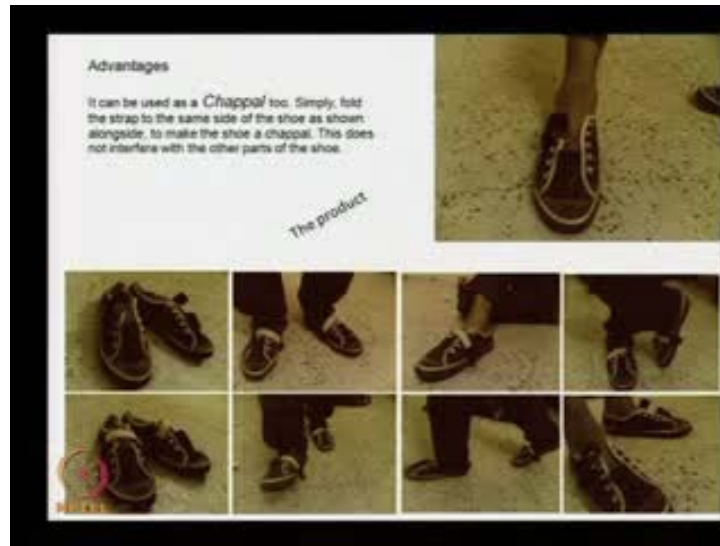 Advantages
It can be used as a Chappal too. Simply, fold
the strap to the same side of the shoe as shown
alongside, to make the shoe a chappal. This does
not interfere with the other parts of the shoe.
The product
NPTEL